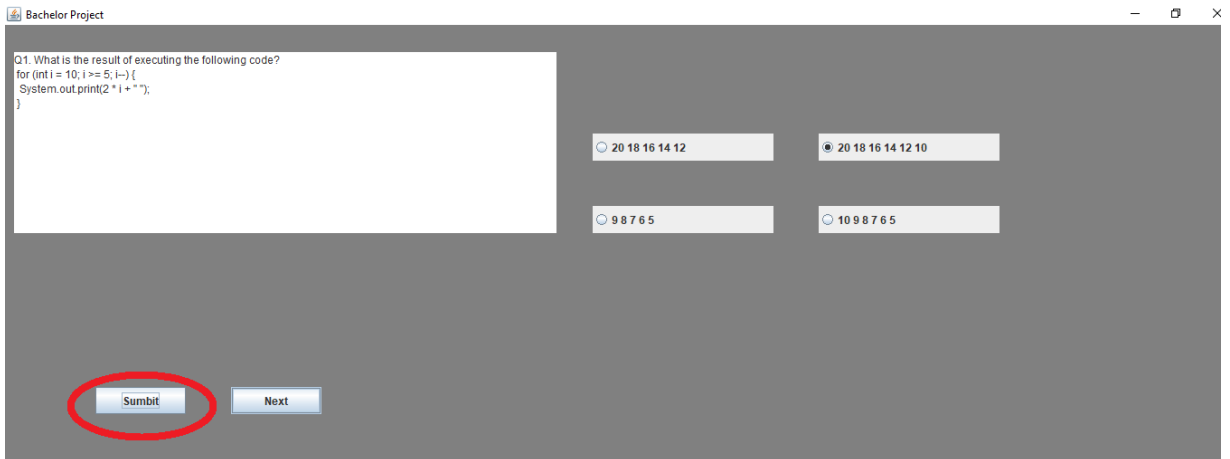 Bachelor Project
Q1. What is the result of executing the following code?
for (int i = 10; i >= 5; i--) {
System.out.print(2 * i + " ");
}
20 18 16 14 12
20 18 16 14 12 10
9 8 7 6 5
10 9 8 7 6 5
Sumbit
Next